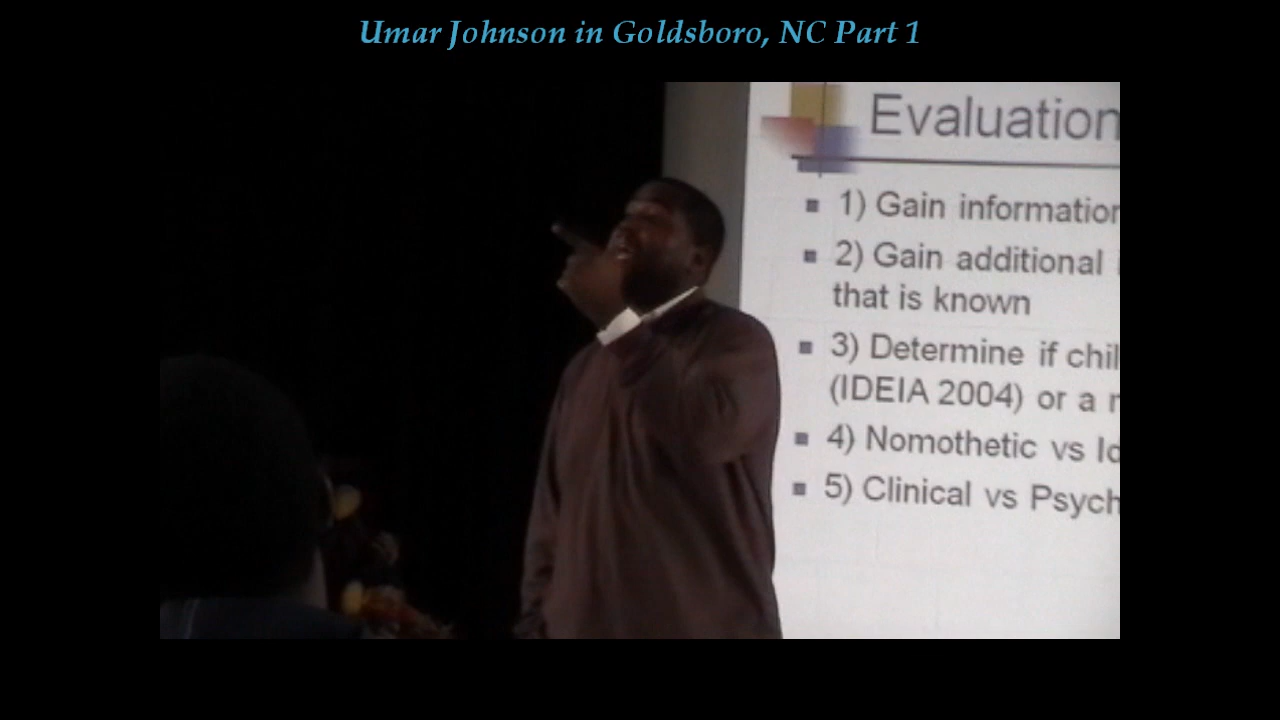 Umar Johnson in Goldsboro, NC Part 1
Evaluation
1) Gain information
2) Gain additional
that is known
3) Determine if chil
(IDEIA 2004) or a
4) Nomothetic vs Id
5) Clinical vs Psych